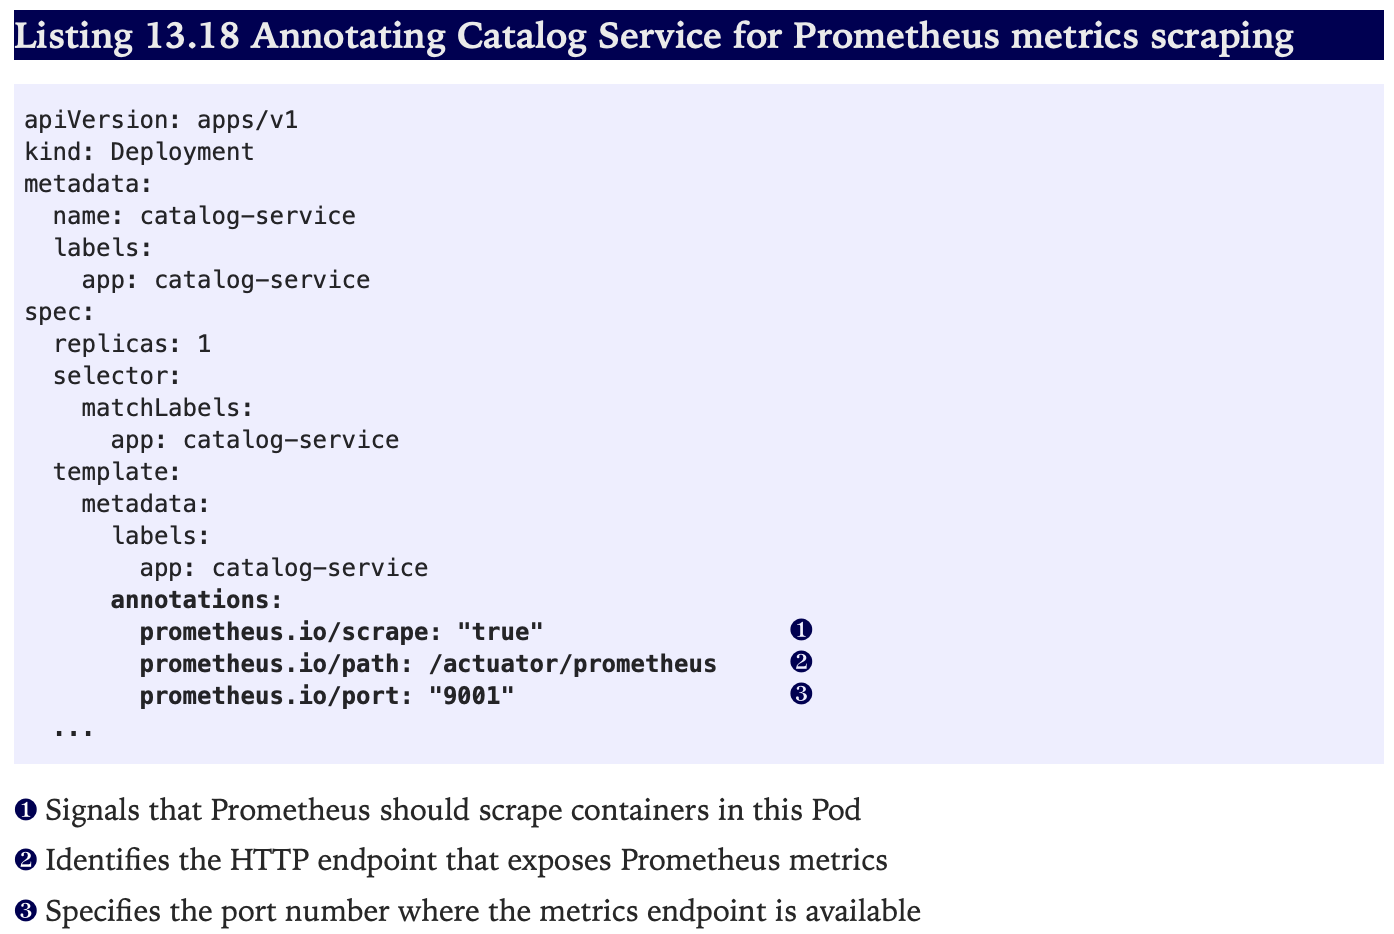 Listing 13.18 Annotating Catalog Service for Prometheus metrics scraping
apiVersion: apps/v1
kind: Deployment
metadata:
  name: catalog-service
  labels:
    app: catalog-service
spec:
  replicas: 1
  selector:
    matchLabels:
      app: catalog-service
  template:
    metadata:
      labels:
        app: catalog-service
      annotations:
        prometheus.io/scrape: "true" ❶
        prometheus.io/path: /actuator/prometheus ❷
        prometheus.io/port: "9001" ❸
  ...
❶ Signals that Prometheus should scrape containers in this Pod
❷ Identifies the HTTP endpoint that exposes Prometheus metrics
❸ Specifies the port number where the metrics endpoint is available